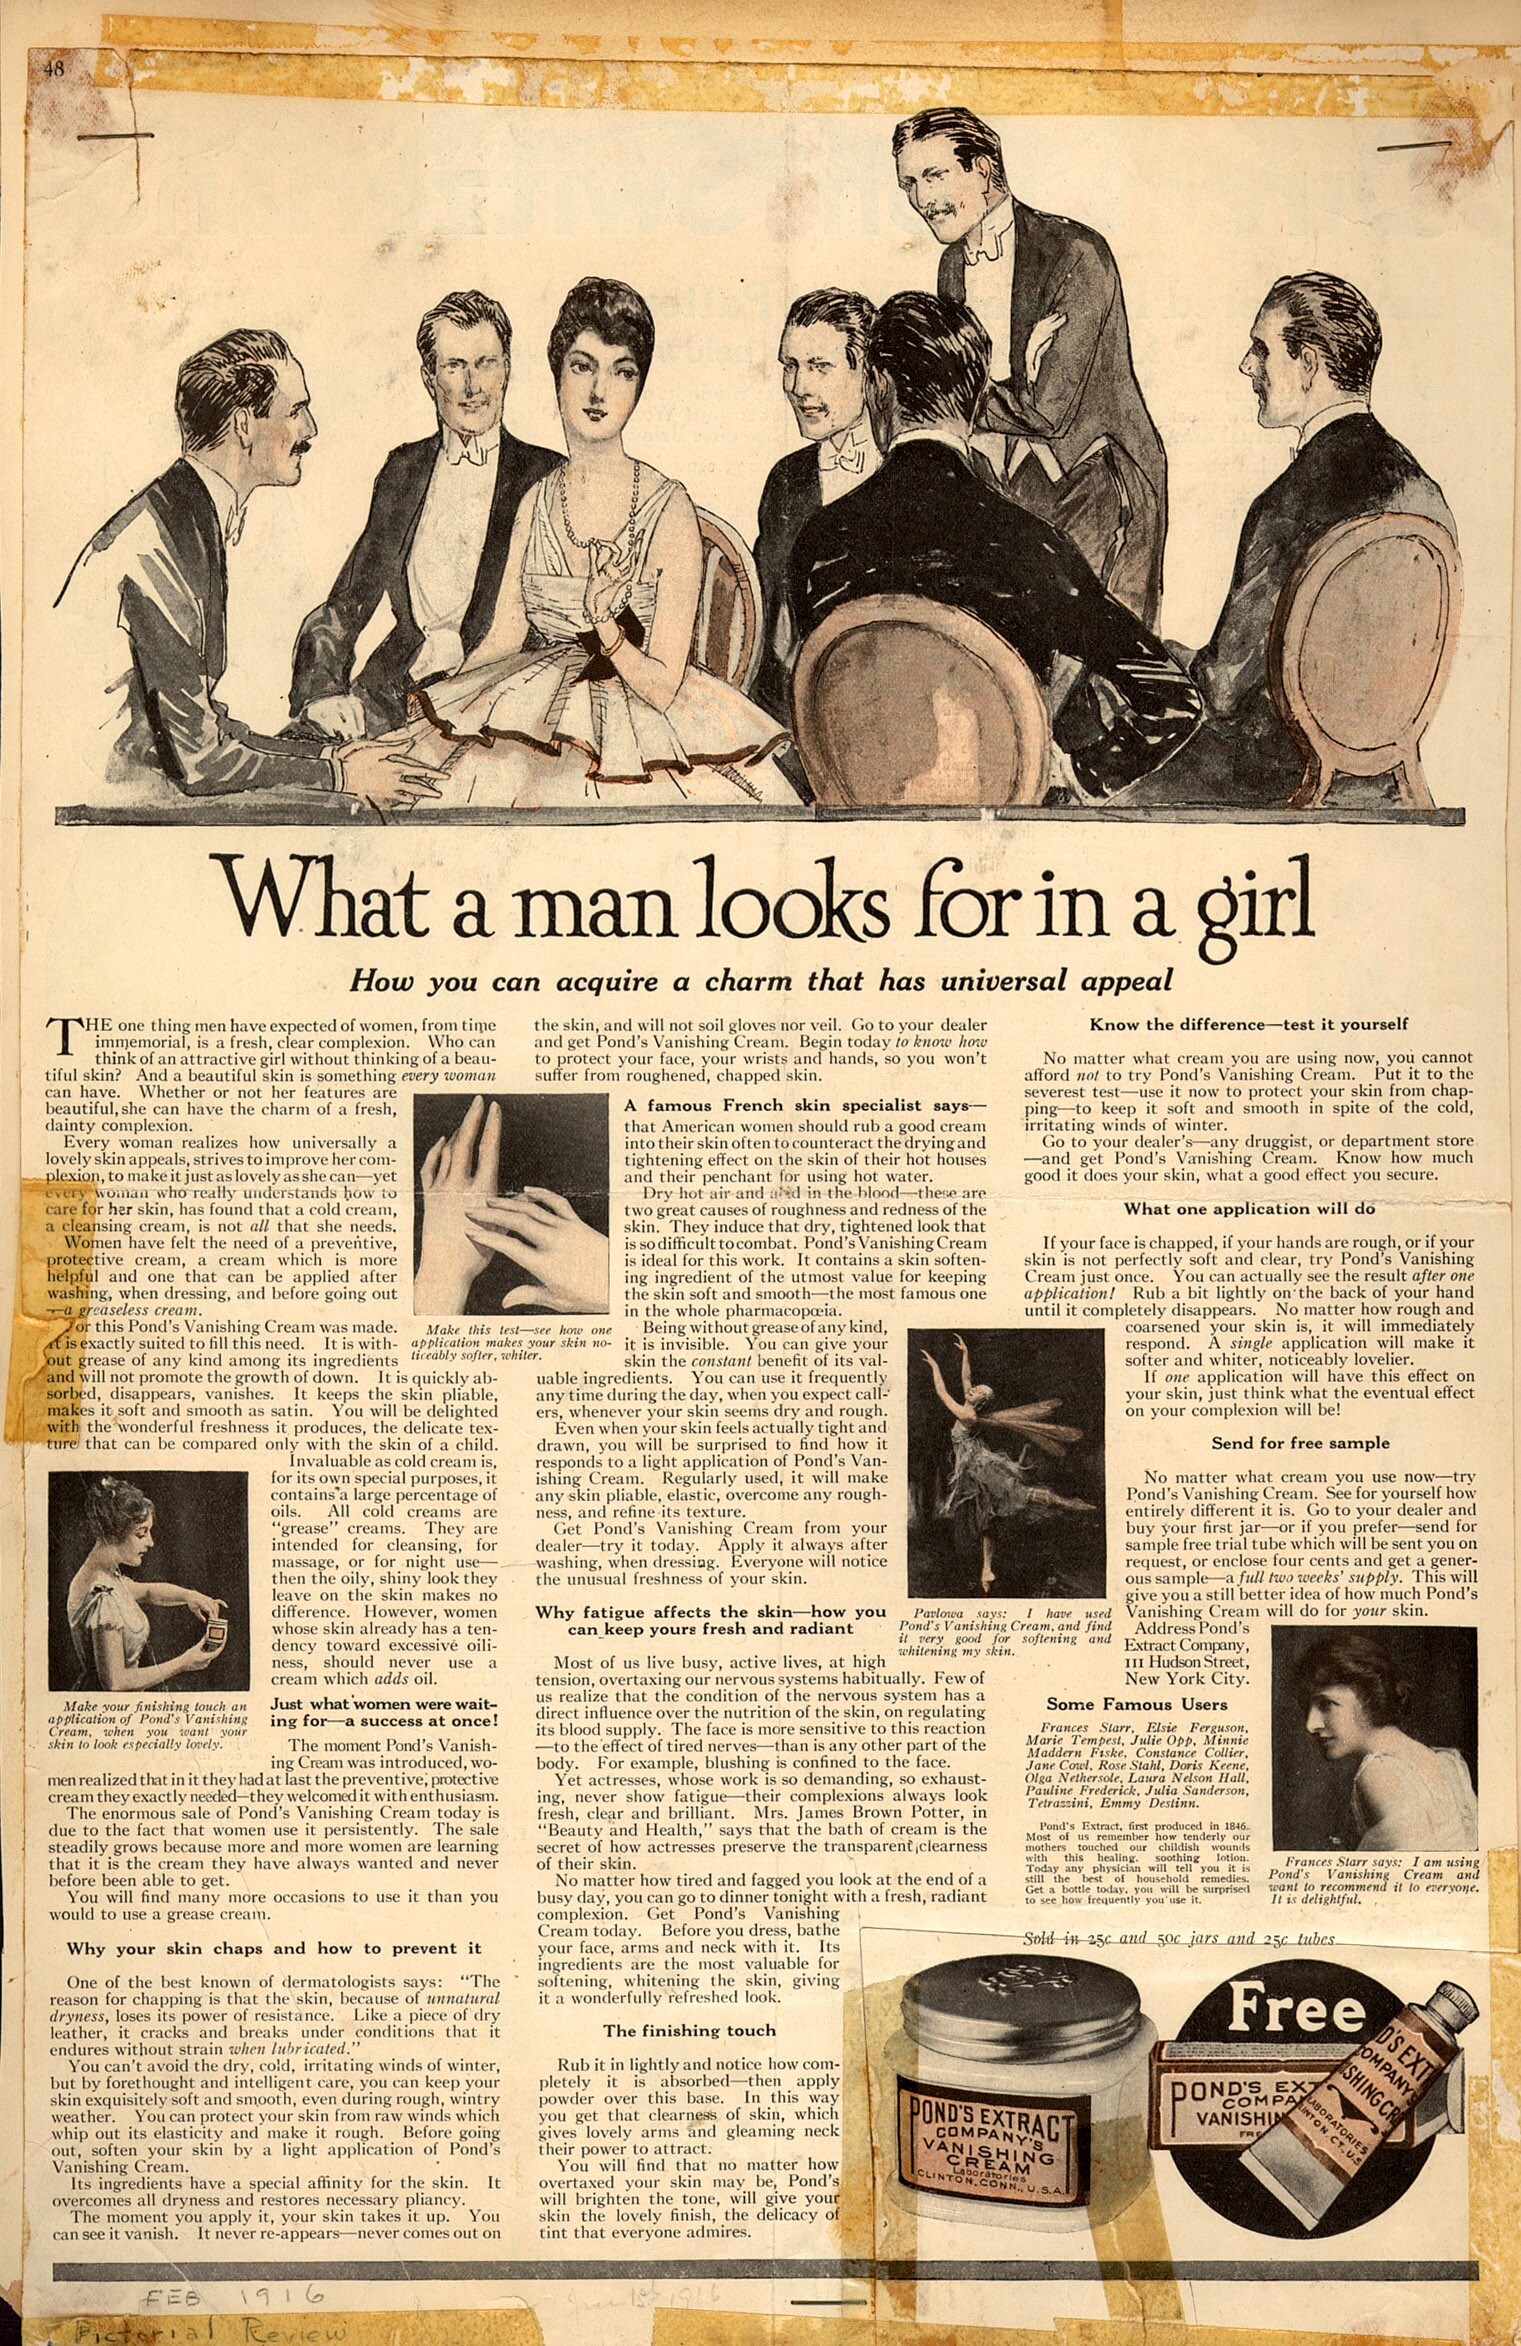 48
What a man looks for in a girl
How you can acquire a charm that has universal appeal
THE one thing men have expected of women, from time
immemorial, is a fresh, clear complexion. Who can
think of an attractive girl without thinking of a beau-
tiful skin? And a beautiful skin is something every woman
can have. Whether or not her features are
beautiful, she can have the charm of a fresh,
dainty complexion.
Every woman realizes how universally a
lovely skin appeals, strives to improve her com-
plexion, to make it just as lovely as she can—yet
every woman who really understands how to
care for her skin, has found that a cold cream,
a cleansing cream, is not all that she needs.
Women have felt the need of a preventive,
protective cream, a cream which is more
helpful and one that can be applied after
washing, when dressing, and before going out
—a greaseless cream.
For this Pond's Vanishing Cream was made.
It is exactly suited to fill this need. It is with-
out grease of any kind among its ingredients
and will not promote the growth of down. It is quickly ab-
sorbed, disappears, vanishes. It keeps the skin pliable,
makes it soft and smooth as satin. You will be delighted
with the wonderful freshness it produces, the delicate tex-
ture that can be compared only with the skin of a child.
Invaluable as cold cream is,
for its own special purposes, it
contains a large percentage of
oils. All cold creams are
"grease" creams. They are
intended for cleansing, for
massage, or for night use—
then the oily, shiny look they
leave on the skin makes no
difference. However, women
whose skin already has a ten-
dency toward excessive oili-
ness, should never use a
cream which adds oil.
Make your finishing touch an
application of Pond's Vanishing
Cream, when you want your
skin to look especially lovely.
Just what women were wait-
ing for—a success at once!
The moment Pond's Vanish-
ing Cream was introduced, wo-
men realized that in it they had at last the preventive, protective
cream they exactly needed—they welcomed it with enthusiasm.
The enormous sale of Pond's Vanishing Cream today is
due to the fact that women use it persistently. The sale
steadily grows because more and more women are learning
that it is the cream they have always wanted and never
before been able to get.
You will find many more occasions to use it than you
would to use a grease cream.
Why your skin chaps and how to prevent it
One of the best known of dermatologists says: "The
reason for chapping is that the skin, because of unnatural
dryness, loses its power of resistance. Like a piece of dry
leather, it cracks and breaks under conditions that it
endures without strain when lubricated."
You can't avoid the dry, cold, irritating winds of winter,
but by forethought and intelligent care, you can keep your
skin exquisitely soft and smooth, even during rough, wintry
weather. You can protect your skin from raw winds which
whip out its elasticity and make it rough. Before going
out, soften your skin by a light application of Pond's
Vanishing Cream.
Its ingredients have a special affinity for the skin. It
overcomes all dryness and restores necessary pliancy.
The moment you apply it, your skin takes it up. You
can see it vanish. It never re-appears—never comes out on
the skin, and will not soil gloves nor veil. Go to your dealer
and get Pond's Vanishing Cream. Begin today to know how
to protect your face, your wrists and hands, so you won't
suffer from roughened, chapped skin.
Make this test—see how one
application makes your skin no-
ticeably softer, whiter.
A famous French skin specialist says—
that American women should rub a good cream
into their skin often to counteract the drying and
tightening effect on the skin of their hot houses
and their penchant for using hot water.
Dry hot air and acid in the blood—these are
two great causes of roughness and redness of the
skin. They induce that dry, tightened look that
is so difficult to combat. Pond's Vanishing Cream
is ideal for this work. It contains a skin soften-
ing ingredient of the utmost value for keeping
the skin soft and smooth—the most famous one
in the whole pharmacopœia.
Being without grease of any kind,
it is invisible. You can give your
skin the constant benefit of its val-
uable ingredients. You can use it frequently
any time during the day, when you expect call-
ers, whenever your skin seems dry and rough.
Even when your skin feels actually tight and
drawn, you will be surprised to find how it
responds to a light application of Pond's Van-
ishing Cream. Regularly used, it will make
any skin pliable, elastic, overcome any rough-
ness, and refine its texture.
Get Pond's Vanishing Cream from your
dealer—try it today. Apply it always after
washing, when dressing. Everyone will notice
the unusual freshness of your skin.
Why fatigue affects the skin—how you
can keep yours fresh and radiant
Most of us live busy, active lives, at high
tension, overtaxing our nervous systems habitually. Few of
us realize that the condition of the nervous system has a
direct influence over the nutrition of the skin, on regulating
its blood supply. The face is more sensitive to this reaction
—to the effect of tired nerves—than is any other part of the
body. For example, blushing is confined to the face.
Yet actresses, whose work is so demanding, so exhaust-
ing, never show fatigue—their complexions always look
fresh, clear and brilliant. Mrs. James Brown Potter, in
"Beauty and Health," says that the bath of cream is the
secret of how actresses preserve the transparent clearness
of their skin.
No matter how tired and fagged you look at the end of a
busy day, you can go to dinner tonight with a fresh, radiant
complexion. Get Pond's Vanishing
Cream today. Before you dress, bathe
your face, arms and neck with it. Its
ingredients are the most valuable for
softening, whitening the skin, giving
it a wonderfully refreshed look.
The finishing touch
Rub it in lightly and notice how com-
pletely it is absorbed—then apply
powder over this base. In this way
you get that clearness of skin, which
gives lovely arms and gleaming neck
their power to attract.
You will find that no matter how
overtaxed your skin may be, Pond's
will brighten the tone, will give your
skin the lovely finish, the delicacy of
tint that everyone admires.
Know the difference—test it yourself
No matter what cream you are using now, you cannot
afford not to try Pond's Vanishing Cream. Put it to the
severest test—use it now to protect your skin from chap-
ping—to keep it soft and smooth in spite of the cold,
irritating winds of winter.
Go to your dealer's—any druggist, or department store
—and get Pond's Vanishing Cream. Know how much
good it does your skin, what a good effect you secure.
What one application will do
If your face is chapped, if your hands are rough, or if your
skin is not perfectly soft and clear, try Pond's Vanishing
Cream just once. You can actually see the result after one
application! Rub a bit lightly on the back of your hand
until it completely disappears. No matter how rough and
coarsened your skin is, it will immediately
respond. A single application will make it
softer and whiter, noticeably lovelier.
If one application will have this effect on
your skin, just think what the eventual effect
on your complexion will be!
Pavlowa says: I have used
Pond's Vanishing Cream, and find
it very good for softening and
whitening my skin.
Send for free sample
No matter what cream you use now—try
Pond's Vanishing Cream. See for yourself how
entirely different it is. Go to your dealer and
buy your first jar—or if you prefer—send for
sample free trial tube which will be sent you on
request, or enclose four cents and get a gener-
ous sample—a full two weeks' supply. This will
give you a still better idea of how much Pond's
Vanishing Cream will do for your skin.
Address Pond's
Extract Company,
111 Hudson Street,
New York City.
Some Famous Users
Frances Starr, Elsie Ferguson,
Marie Tempest, Julie Opp, Minnie
Maddern Fiske, Constance Collier,
Jane Cowl, Rose Stahl, Doris Keene,
Olga Nethersole, Laura Nelson Hall,
Pauline Frederick, Julia Sanderson,
Tetrazzini, Emmy Destinn.
Pond's Extract, first produced in 1846.
Most of us remember how tenderly our
mothers touched our childish wounds
with this healing, soothing lotion.
Today any physician will tell you it is
still the best of household remedies.
Get a bottle today, you will be surprised
to see how frequently you use it.
Frances Starr says: I am using
Pond's Vanishing Cream and
want to recommend it to everyone.
It is delightful.
Sold in 25c and 50c jars and 25c tubes
POND'S EXTRACT
COMPANY'S
VANISHING
CREAM
Laboratories
CLINTON, CONN., U.S.A.
Free
POND'S EXT
COMPA
VANISHIN
FRE
D'S EXT
COMPANY'S
ISHING CR
LABORATORIES
INTON, CT. U.S.
FEB 1916
Pictorial Review